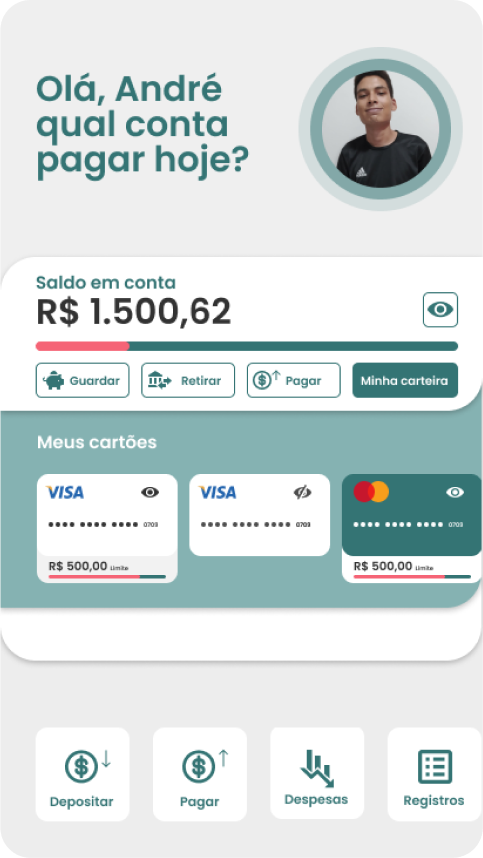 Olá, André
qual conta
pagar hoje?
Saldo em conta
R$ 1.500,62
Guardar
Retirar
Pagar
Minha carteira
Meus cartões
VISA
VISA
•••• •••• •••• 0703
•••• •••• •••• 0703
•••• •••• •••• 0703
R$ 500,00 Limite
R$ 500,00 Limite
Depositar
Pagar
Despesas
Registros